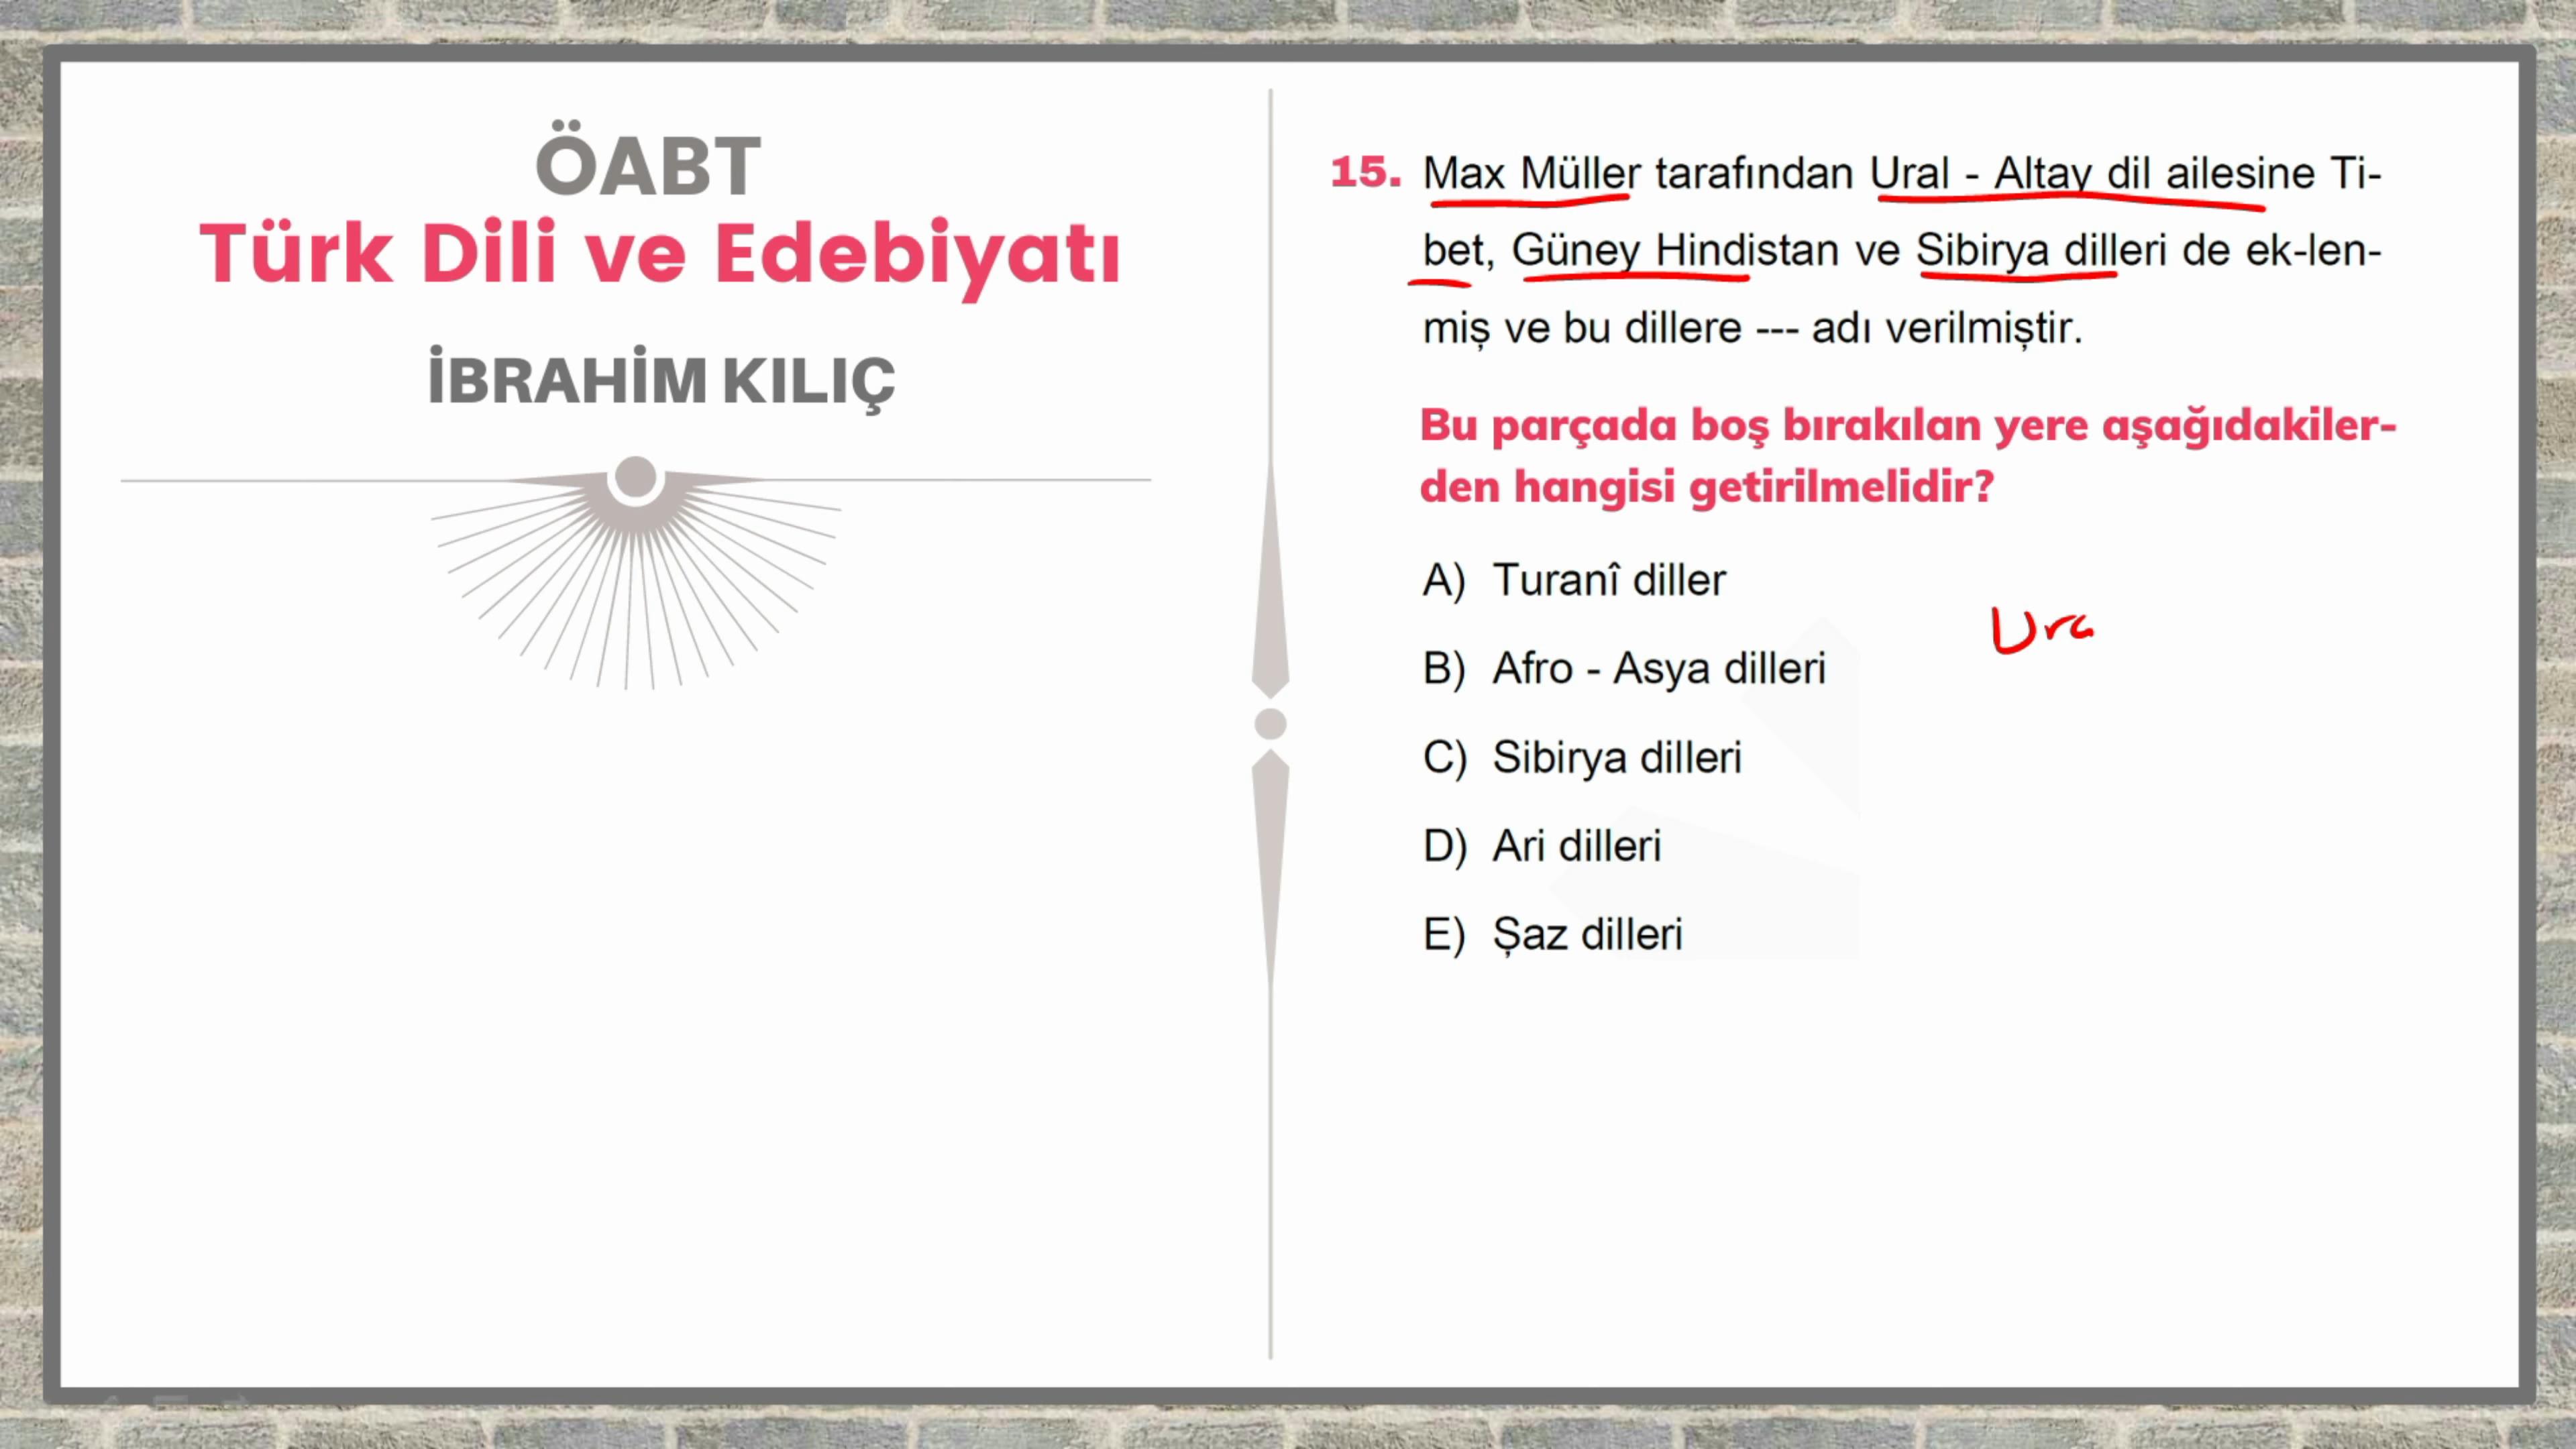 ÖABT
Türk Dili ve Edebiyatı
İBRAHİM KILIÇ
15. Max Müller tarafından Ural - Altay dil ailesine Ti-
bet, Güney Hindistan ve Sibirya dilleri de ek-len-
miş ve bu dillere --- adı verilmiştir.
Bu parçada boş bırakılan yere aşağıdakiler-
den hangisi getirilmelidir?
A) Turanî diller
B) Afro - Asya dilleri
C) Sibirya dilleri
D) Ari dilleri
E) Şaz dilleri
Ura